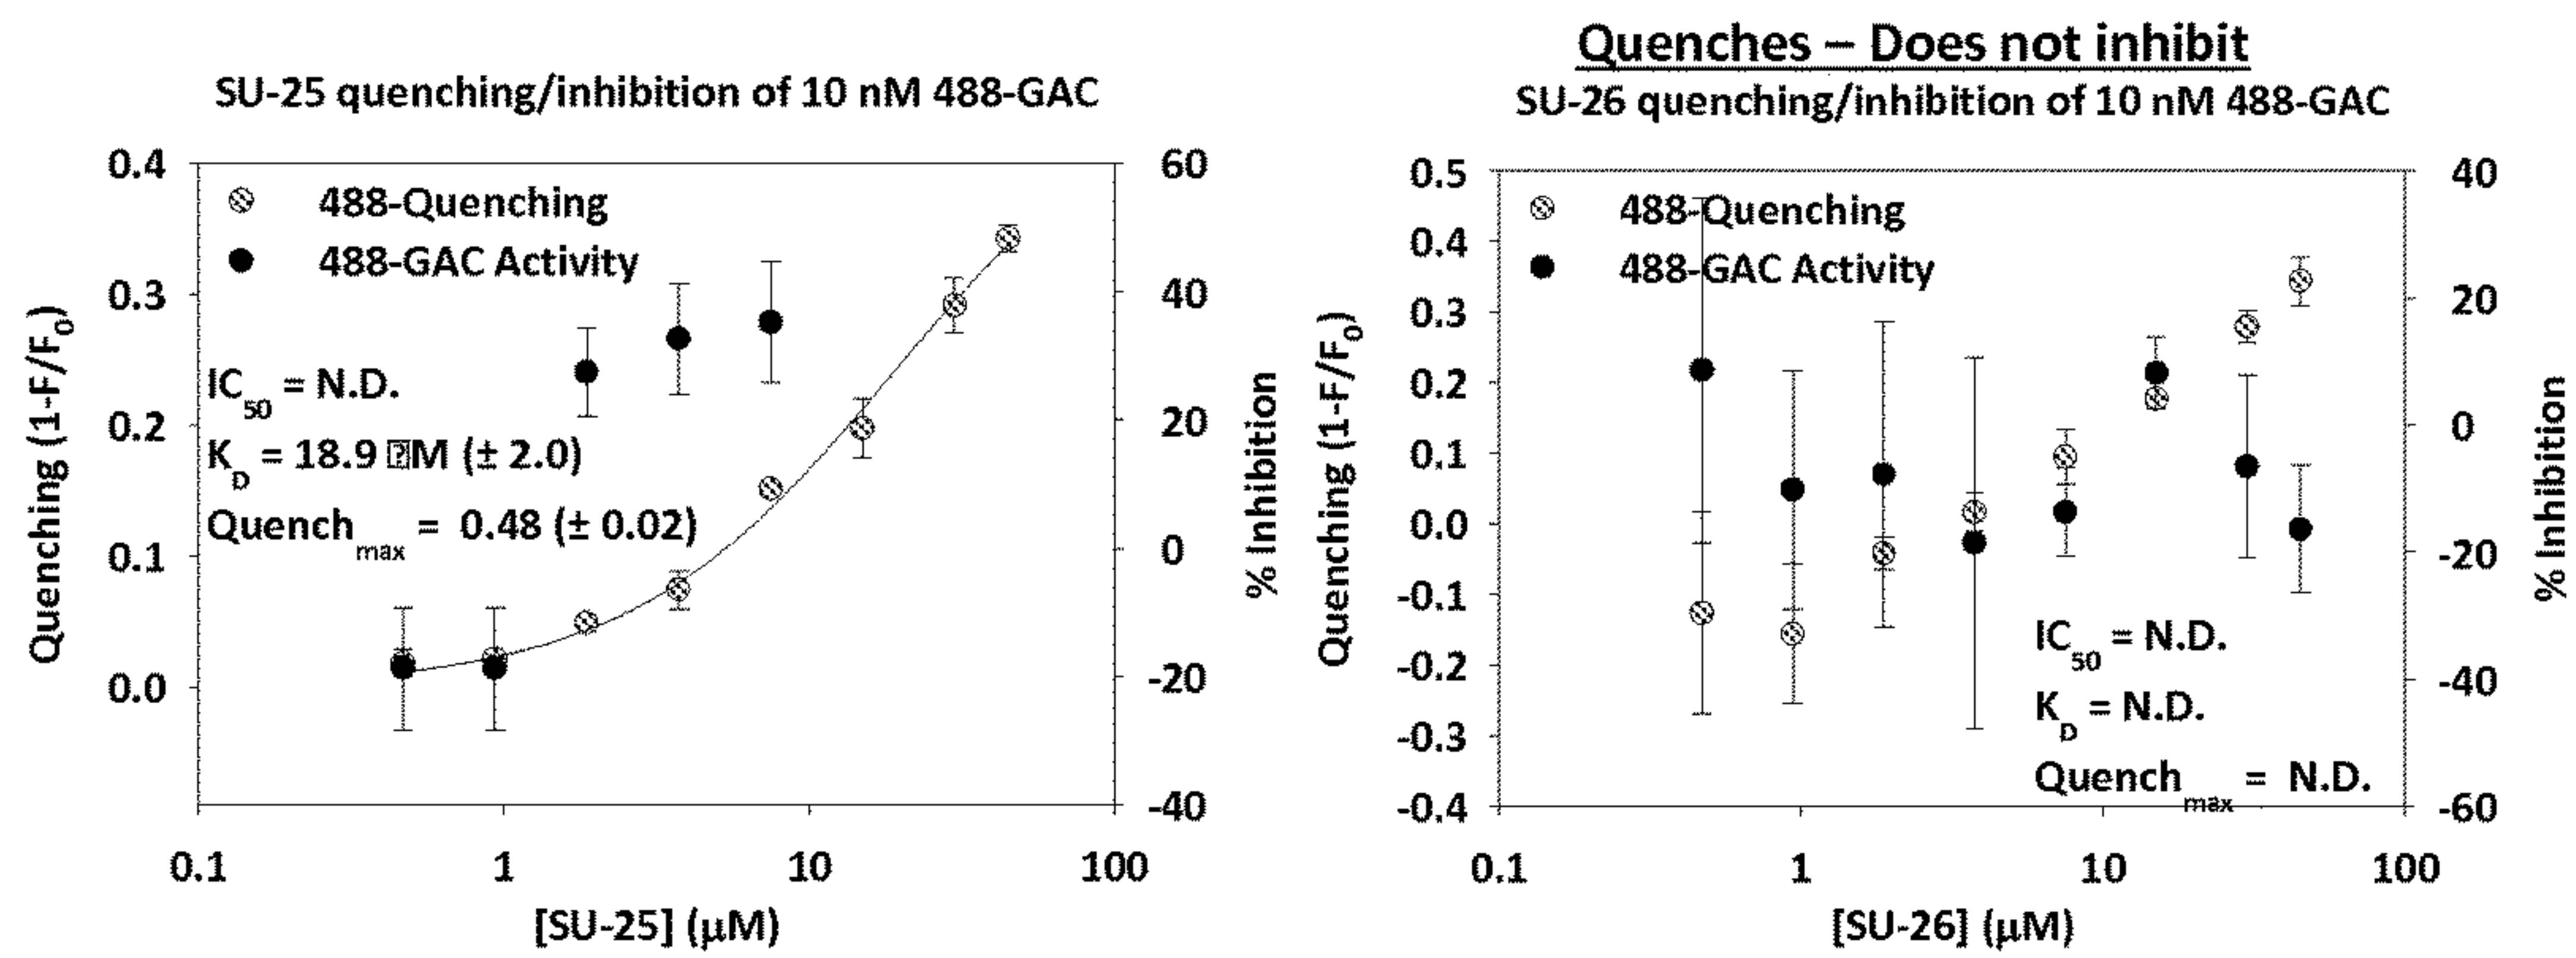 SU-25 quenching/inhibition of 10 nM 488-GAC
0.4
0.3
0.2
0.1
0.0
Quenching (1-F/F0)
488-Quenching
488-GAC Activity
IC50 = N.D.
KD = 18.9 �M (± 2.0)
Quenchmax = 0.48 (± 0.02)
60
40
20
0
-20
-40
% Inhibition
0.1 1 10 100
[SU-25] (μM)
Quenches – Does not inhibit
SU-26 quenching/inhibition of 10 nM 488-GAC
0.5
0.4
0.3
0.2
0.1
0.0
-0.1
-0.2
-0.3
-0.4
Quenching (1-F/F0)
488-Quenching
488-GAC Activity
IC50 = N.D.
KD = N.D.
Quenchmax = N.D.
40
20
0
-20
-40
-60
% Inhibition
0.1 1 10 100
[SU-26] (μM)